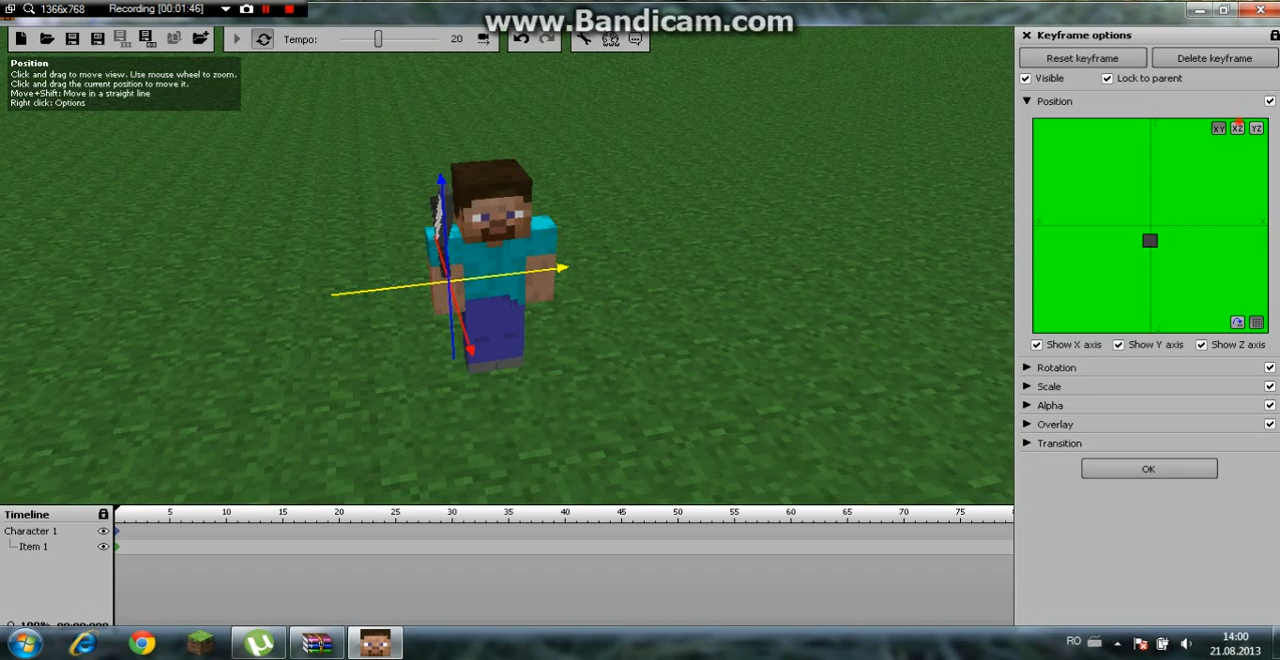 1366x768
Recording [00:01:46]
www.Bandicam.com
Tempo:
20
Position
Click and drag to move view. Use mouse wheel to zoom.
Click and drag the current position to move it.
Move+Shift: Move in a straight line
Right click: Options
Keyframe options
Reset keyframe
Delete keyframe
Visible
Lock to parent
Position
XY
XZ
YZ
Show X axis
Show Y axis
Show Z axis
Rotation
Scale
Alpha
Overlay
Transition
OK
Timeline
5 10 15 20 25 30 35 40 45 50 55 60 65 70 75
Character 1
Item 1
RO
14:00
21.08.2013